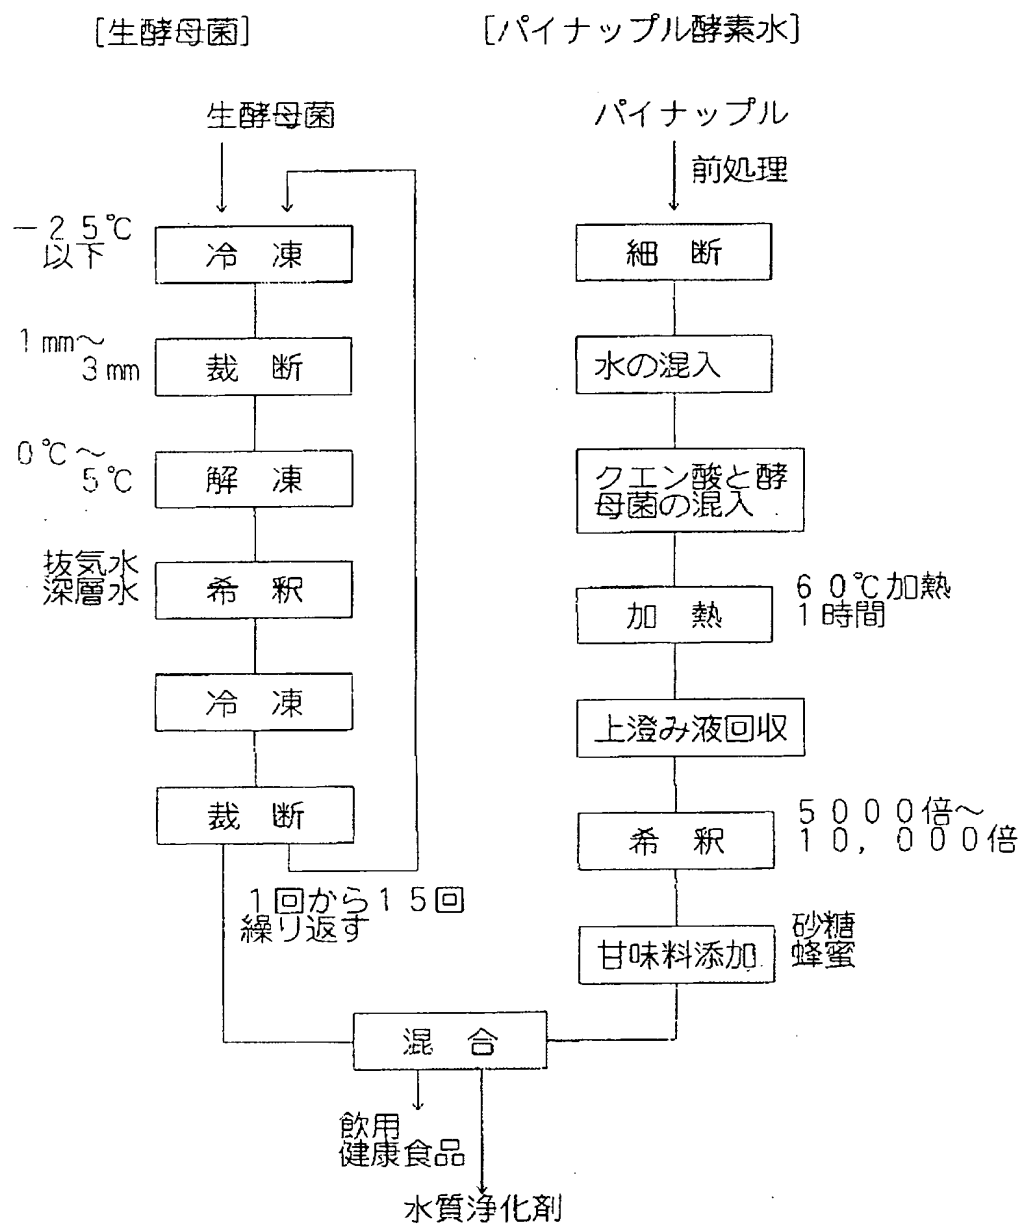 [生酵母菌]
生酵母菌
－２５℃
以下
冷 凍
１mm～
３mm
裁 断
０℃～
５℃
解 凍
抜気水
深層水
希 釈
冷 凍
裁 断
１回から１５回
繰り返す
[パイナップル酵素水]
パイナップル
前処理
細 断
水の混入
クエン酸と酵
母菌の混入
加 熱
６０℃加熱
１時間
上澄み液回収
希 釈
５０００倍～
１０，０００倍
甘味料添加
砂糖
蜂蜜
混 合
飲用
健康食品
水質浄化剤